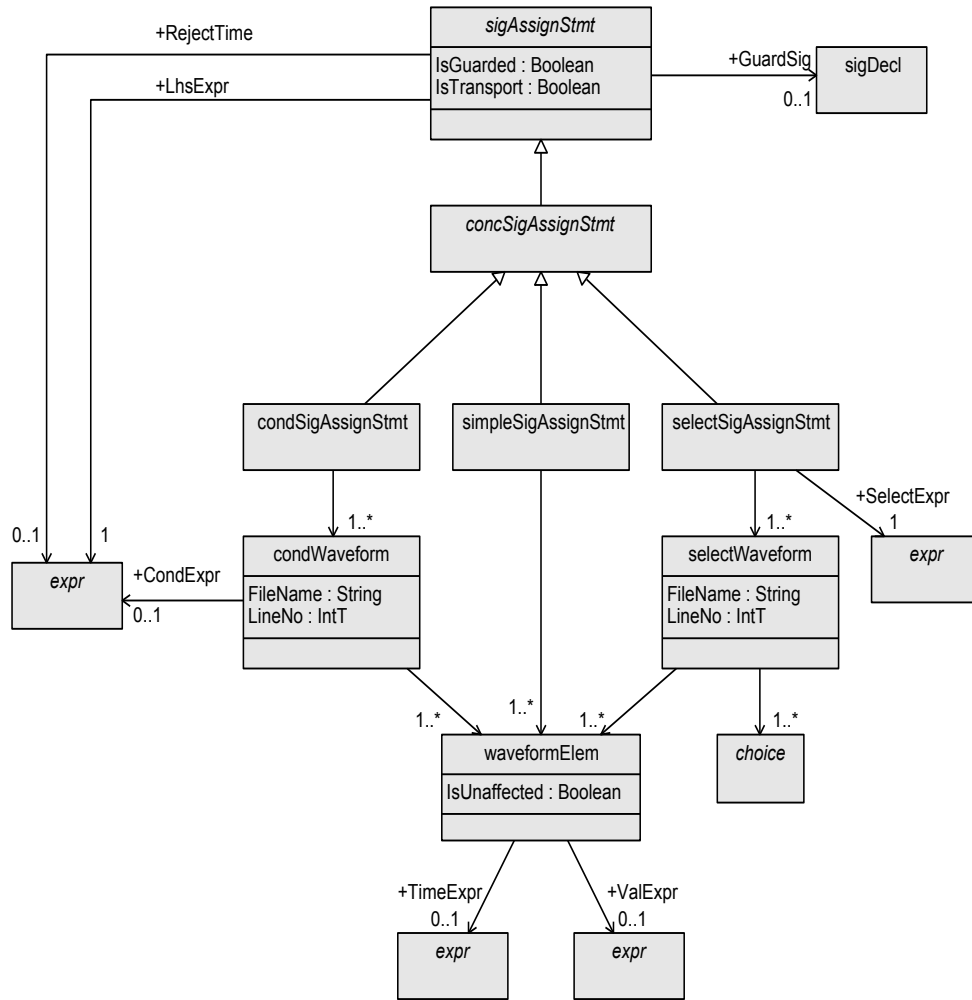 sigAssignStmt
+RejectTime
IsGuarded : Boolean
+GuardSig
sigDecl
+LhsExpr
IsTransport : Boolean
0..1
concSigAssignStmt
condSigAssignStmt
simpleSigAssignStmt
selectSigAssignStmt
+SelectExpr
0..1
1
1..*
1..*
1
condWaveform
selectWaveform
expr
+CondExpr
expr
FileName : String
FileName : String
0..1
LineNo : IntT
LineNo : IntT
1..*
1..*
1..*
1..*
waveformElem
choice
IsUnaffected : Boolean
+TimeExpr
+ValExpr
0..1
0..1
expr
expr